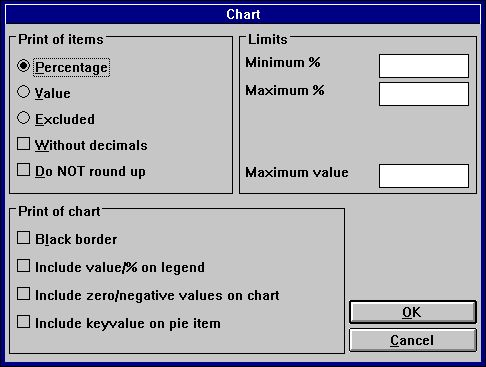 Chart
Print of items
Percentage
Value
Excluded
Without decimals
Do NOT round up
Limits
Minimum %
Maximum %
Maximum value
Print of chart
Black border
Include value/% on legend
Include zero/negative values on chart
Include keyvalue on pie item
OK
Cancel